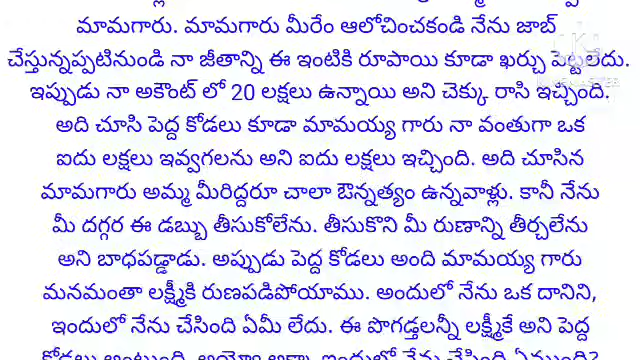 మామగారు. మామగారు మీరేం ఆలోచించకండి నేను జాబ్
చేస్తున్నప్పటినుండి నా జీతాన్ని ఈ ఇంటికి రూపాయి కూడా ఖర్చు పెట్టలేదు.
ఇప్పుడు నా అకౌంట్ లో 20 లక్షలు ఉన్నాయి అని చెక్కు రాసి ఇచ్చింది.
అది చూసి పెద్ద కోడలు కూడా మామయ్య గారు నా వంతుగా ఒక
ఐదు లక్షలు ఇవ్వగలను అని ఐదు లక్షలు ఇచ్చింది. అది చూసిన
మామగారు అమ్మ మీరిద్దరూ చాలా ఔన్నత్యం ఉన్నవాళ్లు. కానీ నేను
మీ దగ్గర ఈ డబ్బు తీసుకోలేను. తీసుకొని మీ రుణాన్ని తీర్చలేను
అని బాధపడ్డాడు. అప్పుడు పెద్ద కోడలు అంది మామయ్య గారు
మనమంతా లక్ష్మీకి రుణపడిపోయాము. అందులో నేను ఒక దానిని,
ఇందులో నేను చేసింది ఏమీ లేదు. ఈ పొగడ్తలన్నీ లక్ష్మీకే అని పెద్ద